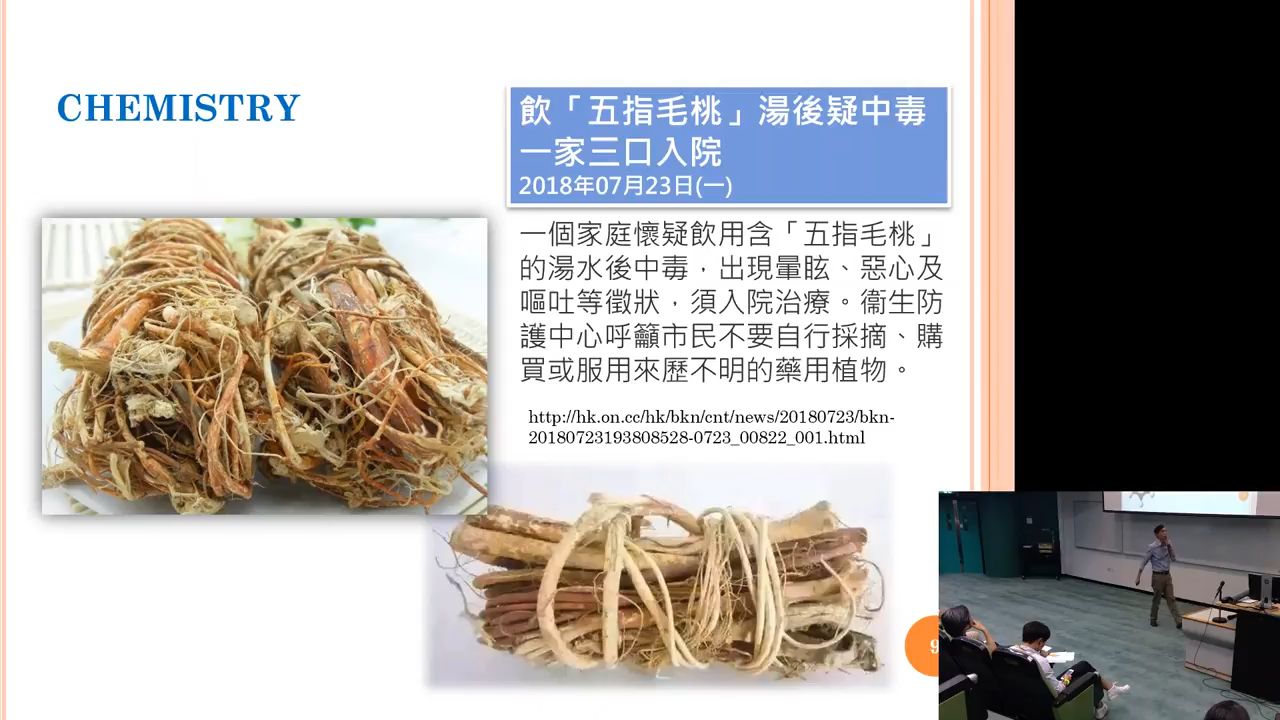 CHEMISTRY
飲「五指毛桃」湯後疑中毒
一家三口入院
2018年07月23日(一)
一個家庭懷疑飲用含「五指毛桃」
的湯水後中毒，出現暈眩、惡心及
嘔吐等徵狀，須入院治療。衞生防
護中心呼籲市民不要自行採摘、購
買或服用來歷不明的藥用植物。
http://hk.on.cc/hk/bkn/cnt/news/20180723/bkn-
20180723193808528-0723_00822_001.html
9